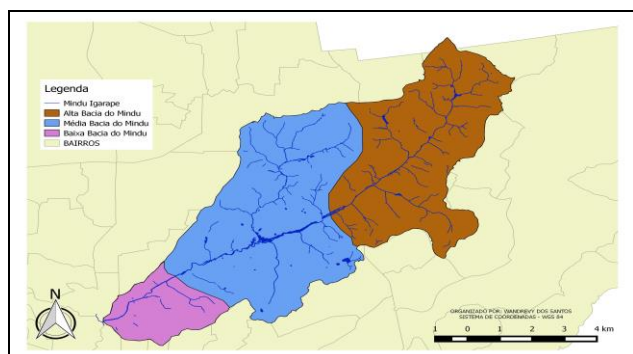 Legenda
Mindu Igarape
Alta Bacia do Mindu
Média Bacia do Mindu
Baixa Bacia do Mindu
BAIRROS
N
ORGANIZADO POR: WANDREVY DOS SANTOS
SISTEMA DE COORDENADAS - WGS 84
1 0 1 2 3 4 km